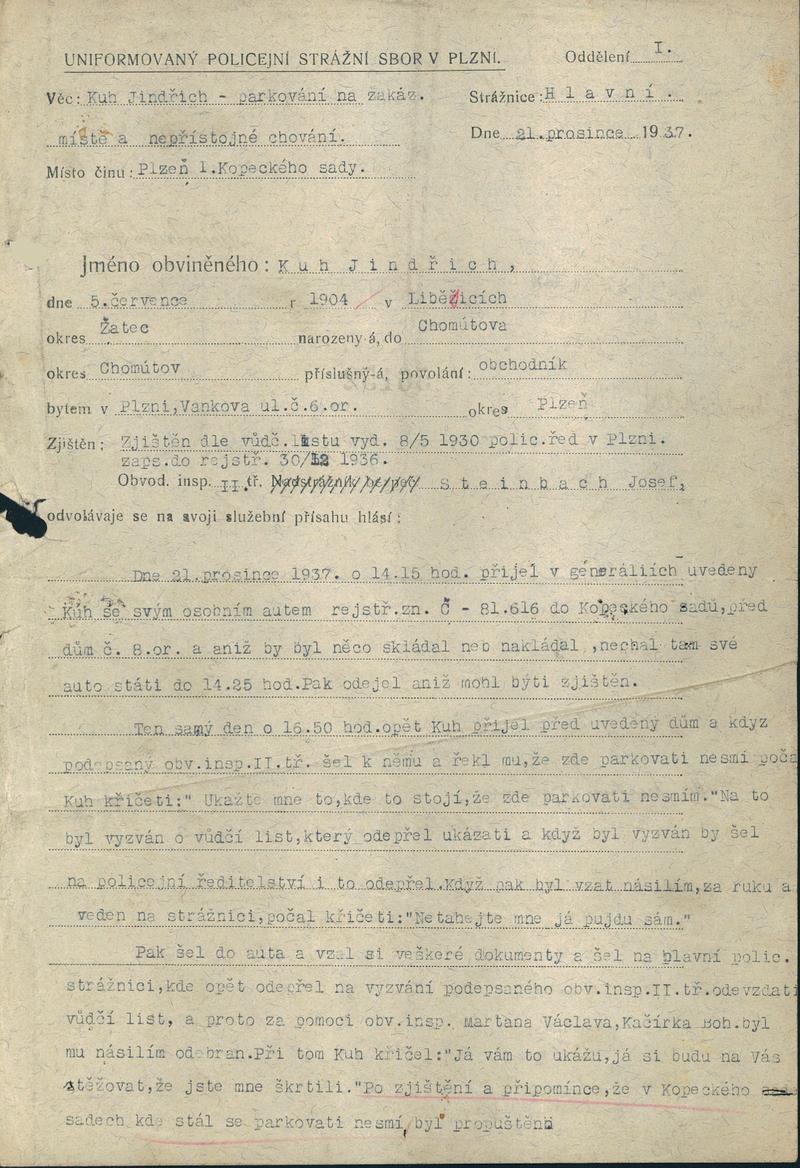 UNIFORMOVANÝ POLICEJNÍ STRÁŽNÍ SBOR V PLZNI. Oddělení I.
Věc: Kuh Jindřich - parkování na zakáz. Strážnice: H l a v n í .
místě a nepřístojné chování. Dne 21.prosince 1937.
Místo činu: Plzeň 1.Kopeckého sady.
Jméno obviněného: K u h J i n d ř i c h ,
dne 5.července r 1904 v Liběžicích
okres Žatec narozený-á, do Chomútova
okres Chomútov příslušný-á, povolání: obchodník
bytem v Plzni,Vankova ul.č.6.or. okres Plzeň
Zjištěn: Zjištěn dle vůdč.listu vyd. 8/5 1930 polic.řed v Plzni.
zaps.do rejstř. 30/12 1936.
Obvod. insp. II.tř. S t e i n b a c h Josef,
odvolávaje se na svoji služební přísahu hlásí:
Dne 21.prosince 1937. o 14.15 hod. přijel v generáliích uvedeny
Kuh se svým osobním autem rejstř.zn. Č - 81.616 do Kopeckého sadů,před
dům č. 8.or. a aniž by byl něco skládal neb nakládal ,nechal tam své
auto státi do 14.25 hod.Pak odejel aniž mohl býti zjištěn.
Ten samý den o 16.50 hod.opět Kuh přijel před uvedený dům a když
podepsaný obv.insp.II.tř. šel k němu a řekl mu,že zde parkovati nesmí poča
Kuh křičeti:" Ukažte mne to,kde to stojí,že zde parkovati nesmím."Na to
byl vyzván o vůdčí list,který odepřel ukázati a když byl vyzván by šel
na policejní ředitelství i to odepřel.Když pak byl vzat násilím,za ruku a
veden na strážnici,počal křičeti:"Netahejte mne já pujdu sám."
Pak šel do auta a vzal si veškeré dokumenty a šel na hlavní polic.
strážnici,kde opět odepřel na vyzvání podepsaného obv.insp.II.tř.odevzdati
vůdčí list, a proto za pomoci obv.insp. Martana Václava,Kačírka Boh.byl
mu násilím odebran.Při tom Kuh křičel:"Já vám to ukážu,já si budu na Vás
stěžovat,že jste mne škrtili."Po zjištění a připomínce,že v Kopeckého
sadech kde stál se parkovati nesmí, byl propuštěn